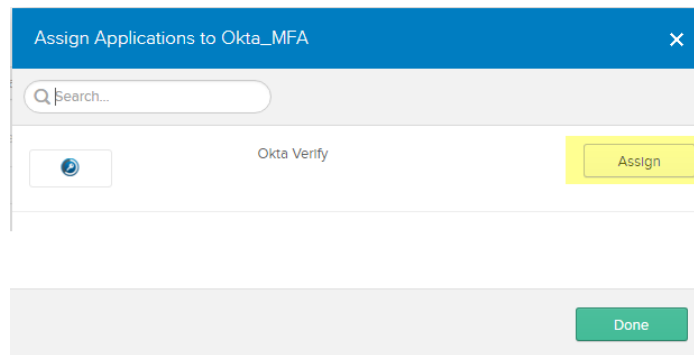 Assign Applications to Okta_MFA
Search...
Okta Verify
Assign
Done